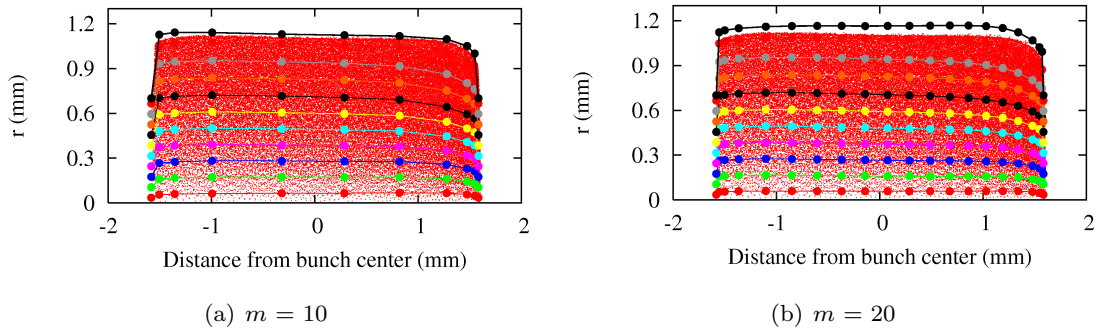 1.2
0.9
0.6
0.3
0
r (mm)
-2 -1 0 1 2
Distance from bunch center (mm)
(a) m = 10
1.2
0.9
0.6
0.3
0
r (mm)
-2 -1 0 1 2
Distance from bunch center (mm)
(b) m = 20